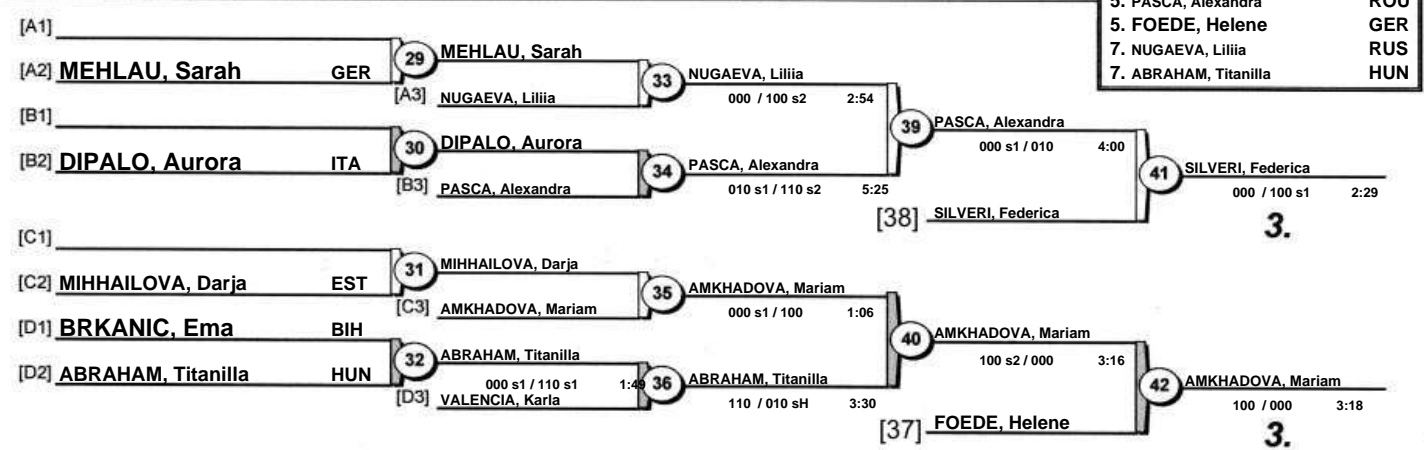 5. PASCA, Alexandra ROU
5. FOEDE, Helene GER
7. NUGAEVA, Liliia RUS
7. ABRAHAM, Titanilla HUN
[A1]
[A2] MEHLAU, Sarah GER
29
MEHLAU, Sarah
[A3] NUGAEVA, Liliia
33
NUGAEVA, Liliia
000 / 100 s2 2:54
[B1]
[B2] DIPALO, Aurora ITA
30
DIPALO, Aurora
[B3] PASCA, Alexandra
34
PASCA, Alexandra
010 s1 / 110 s2 5:25
39
PASCA, Alexandra
000 s1 / 010 4:00
[38] SILVERI, Federica
41
SILVERI, Federica
000 / 100 s1 2:29
3.
[C1]
[C2] MIHHAILOVA, Darja EST
31
MIHHAILOVA, Darja
[C3] AMKHADOVA, Mariam
35
AMKHADOVA, Mariam
000 s1 / 100 1:06
[D1] BRKANIC, Ema BIH
[D2] ABRAHAM, Titanilla HUN
32
ABRAHAM, Titanilla
000 s1 / 110 s1 1:49
[D3] VALENCIA, Karla
36
ABRAHAM, Titanilla
110 / 010 sH 3:30
40
AMKHADOVA, Mariam
100 s2 / 000 3:16
[37] FOEDE, Helene
42
AMKHADOVA, Mariam
100 / 000 3:18
3.